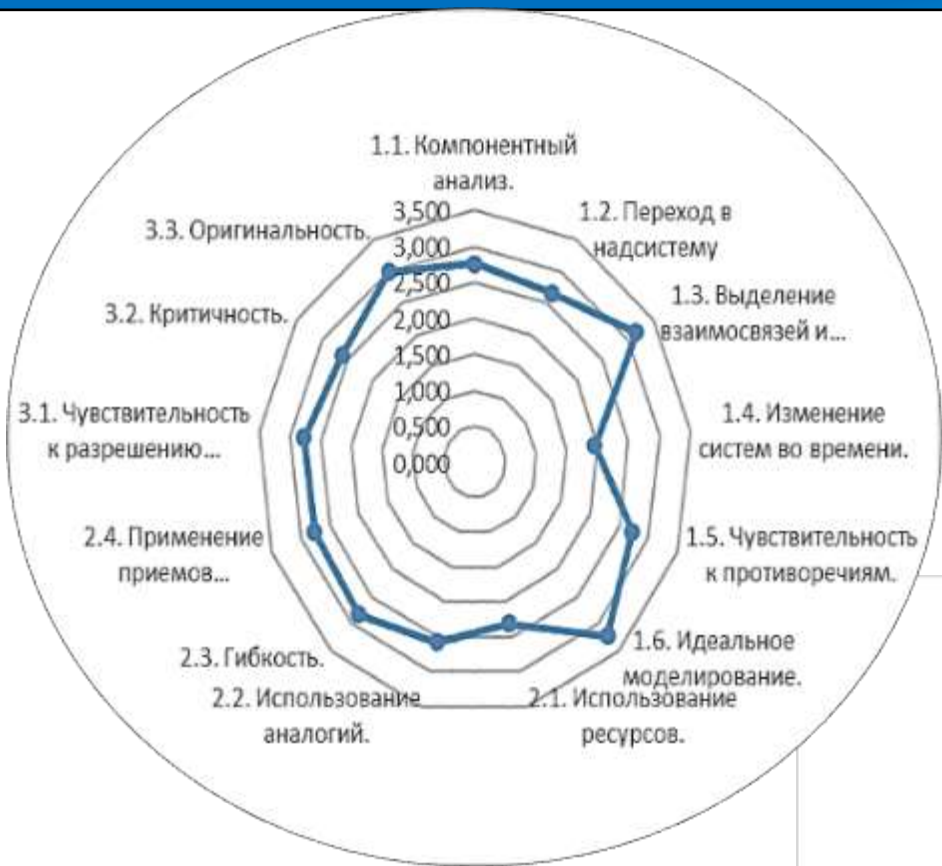 1.1. Компонентный
анализ.
1.2. Переход в
надсистему
1.3. Выделение
взаимосвязей и...
1.4. Изменение
систем во времени.
1.5. Чувствительность
к противоречиям.
1.6. Идеальное
моделирование.
2.1. Использование
ресурсов.
2.2. Использование
аналогий.
2.3. Гибкость.
2.4. Применение
приемов...
3.1. Чувствительность
к разрешению...
3.2. Критичность.
3.3. Оригинальность.
3,500
3,000
2,500
2,000
1,500
1,000
0,500
0,000